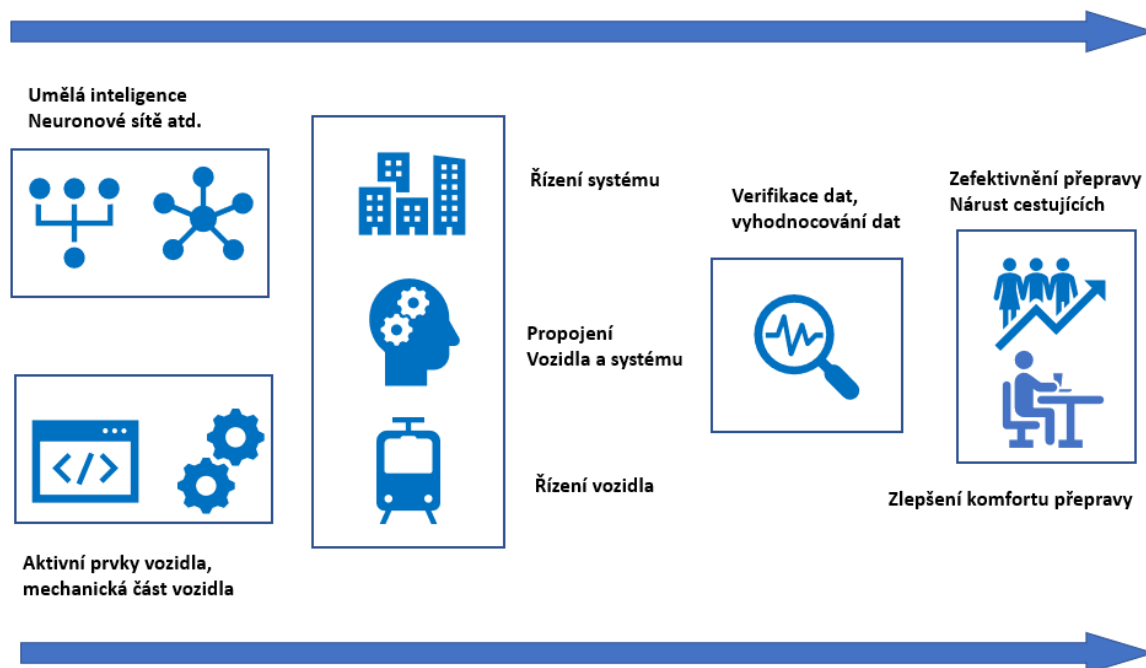 Umělá inteligence
Neuronové sítě atd.
Řízení systému
Propojení
Vozidla a systému
Řízení vozidla
Aktivní prvky vozidla,
mechanická část vozidla
Verifikace dat,
vyhodnocování dat
Zefektivnění přepravy
Nárust cestujících
Zlepšení komfortu přepravy